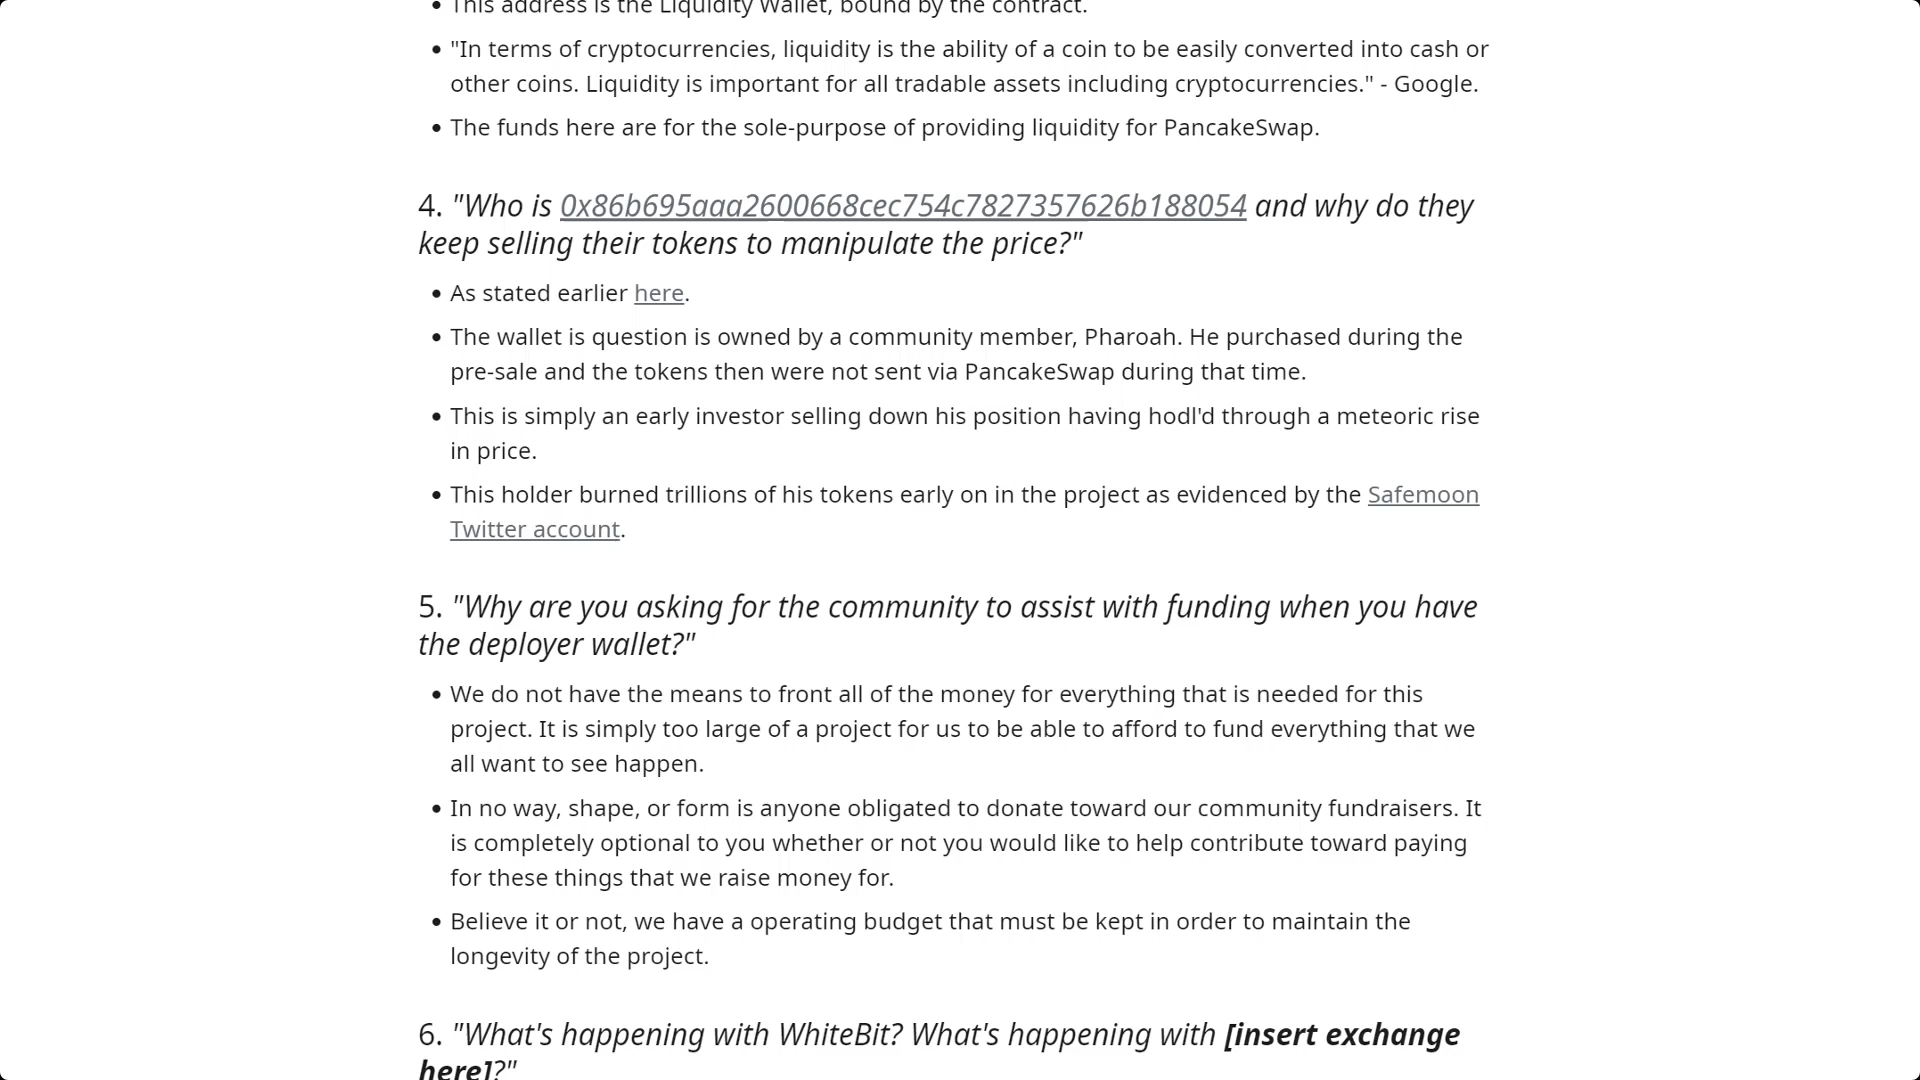 This address is the Liquidity Wallet, bound by the contract.
"In terms of cryptocurrencies, liquidity is the ability of a coin to be easily converted into cash or
other coins. Liquidity is important for all tradable assets including cryptocurrencies." - Google.
The funds here are for the sole-purpose of providing liquidity for PancakeSwap.
4. "Who is 0x86b695aaa2600668cec754c7827357626b188054 and why do they
keep selling their tokens to manipulate the price?"
As stated earlier here.
The wallet is question is owned by a community member, Pharoah. He purchased during the
pre-sale and the tokens then were not sent via PancakeSwap during that time.
This is simply an early investor selling down his position having hodl'd through a meteoric rise
in price.
This holder burned trillions of his tokens early on in the project as evidenced by the Safemoon
Twitter account.
5. "Why are you asking for the community to assist with funding when you have
the deployer wallet?"
We do not have the means to front all of the money for everything that is needed for this
project. It is simply too large of a project for us to be able to afford to fund everything that we
all want to see happen.
In no way, shape, or form is anyone obligated to donate toward our community fundraisers. It
is completely optional to you whether or not you would like to help contribute toward paying
for these things that we raise money for.
Believe it or not, we have a operating budget that must be kept in order to maintain the
longevity of the project.
6. "What's happening with WhiteBit? What's happening with [insert exchange
here]?"